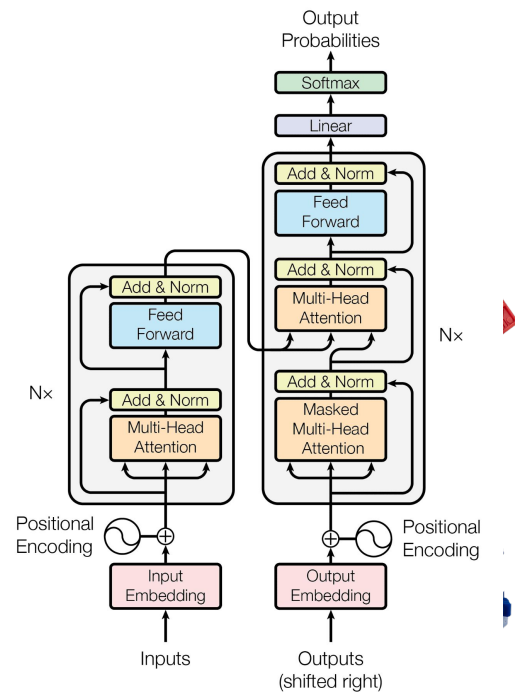 Output
Probabilities
Softmax
Linear
Add & Norm
Feed
Forward
Add & Norm
Multi-Head
Attention
Add & Norm
Masked
Multi-Head
Attention
N×
Positional
Encoding
Output
Embedding
Outputs
(shifted right)
Add & Norm
Feed
Forward
Add & Norm
Multi-Head
Attention
N×
Positional
Encoding
Input
Embedding
Inputs